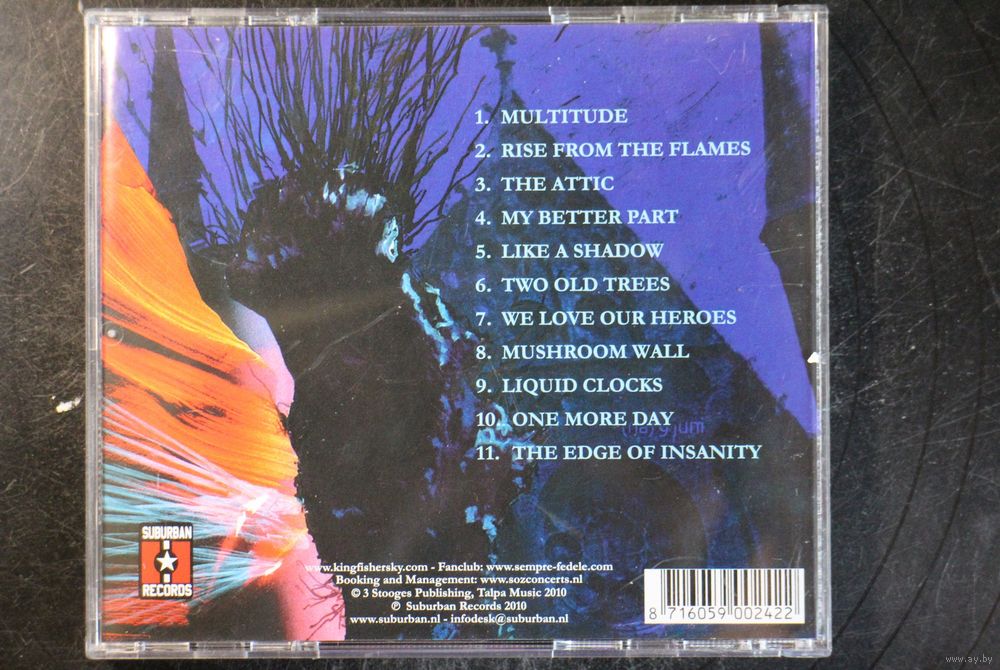 1. MULTITUDE
2. RISE FROM THE FLAMES
3. THE ATTIC
4. MY BETTER PART
5. LIKE A SHADOW
6. TWO OLD TREES
7. WE LOVE OUR HEROES
8. MUSHROOM WALL
9. LIQUID CLOCKS
10. ONE MORE DAY
11. THE EDGE OF INSANITY
SUBURBAN
RECORDS
www.kingfishersky.com - Fanclub: www.sempre-fedele.com
Booking and Management: www.sozconcerts.nl
© 3 Stooges Publishing, Talpa Music 2010
℗ Suburban Records 2010
www.suburban.nl - infodesk@suburban.nl
8 716059 002422
www.ay.by